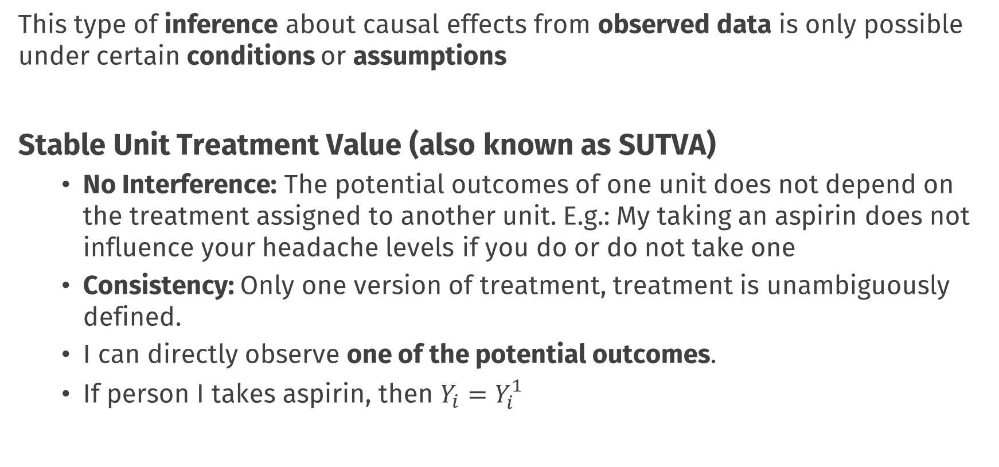 This type of inference about causal effects from observed data is only possible
under certain conditions or assumptions
Stable Unit Treatment Value (also known as SUTVA)
• No Interference: The potential outcomes of one unit does not depend on
the treatment assigned to another unit. E.g.: My taking an aspirin does not
influence your headache levels if you do or do not take one
• Consistency: Only one version of treatment, treatment is unambiguously
defined.
• I can directly observe one of the potential outcomes.
• If person I takes aspirin, then $Y_i = Y_i^1$